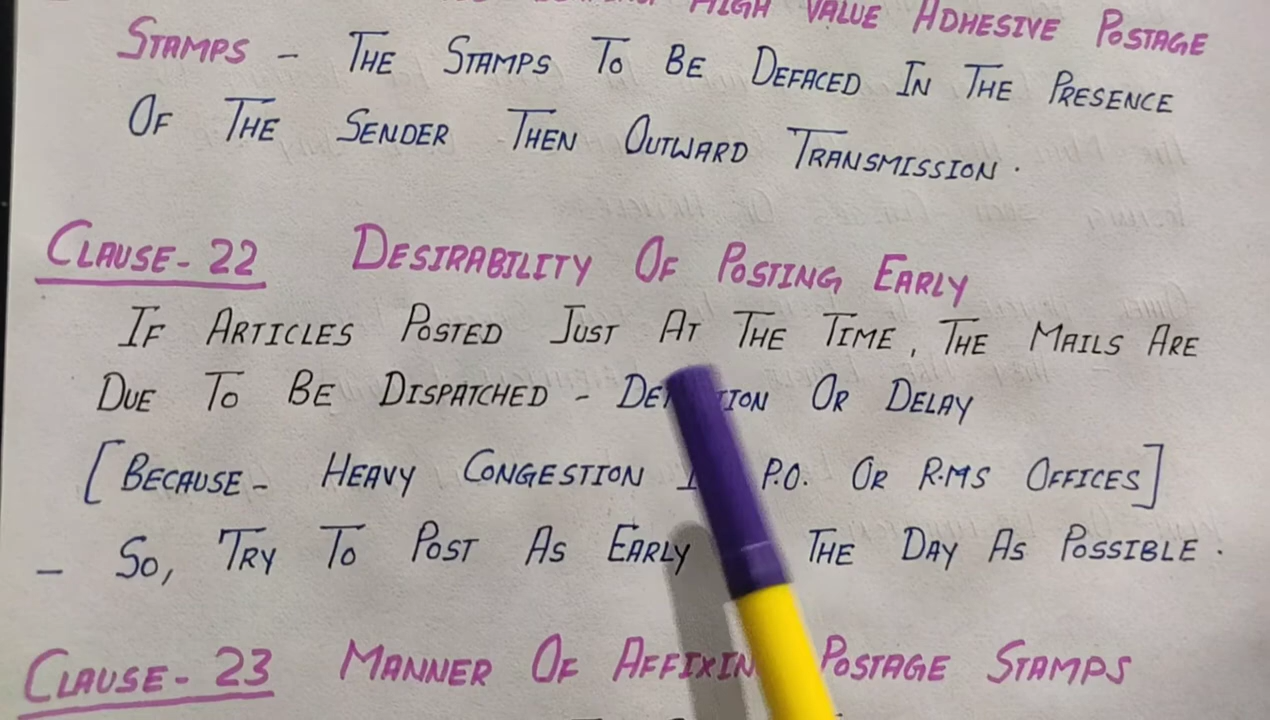 HIGH VALUE ADHESIVE POSTAGE
STAMPS - THE STAMPS TO BE DEFACED IN THE PRESENCE
OF THE SENDER THEN OUTWARD TRANSMISSION.
CLAUSE-22 DESIRABILITY OF POSTING EARLY
IF ARTICLES POSTED JUST AT THE TIME, THE MAILS ARE
DUE TO BE DISPATCHED - OR DELAY
[BECAUSE- HEAVY CONGESTION P.O. OR R.MS OFFICES]
- SO, TRY TO POST AS EARLY THE DAY AS POSSIBLE.
CLAUSE-23 MANNER OF AFFIXING POSTAGE STAMPS